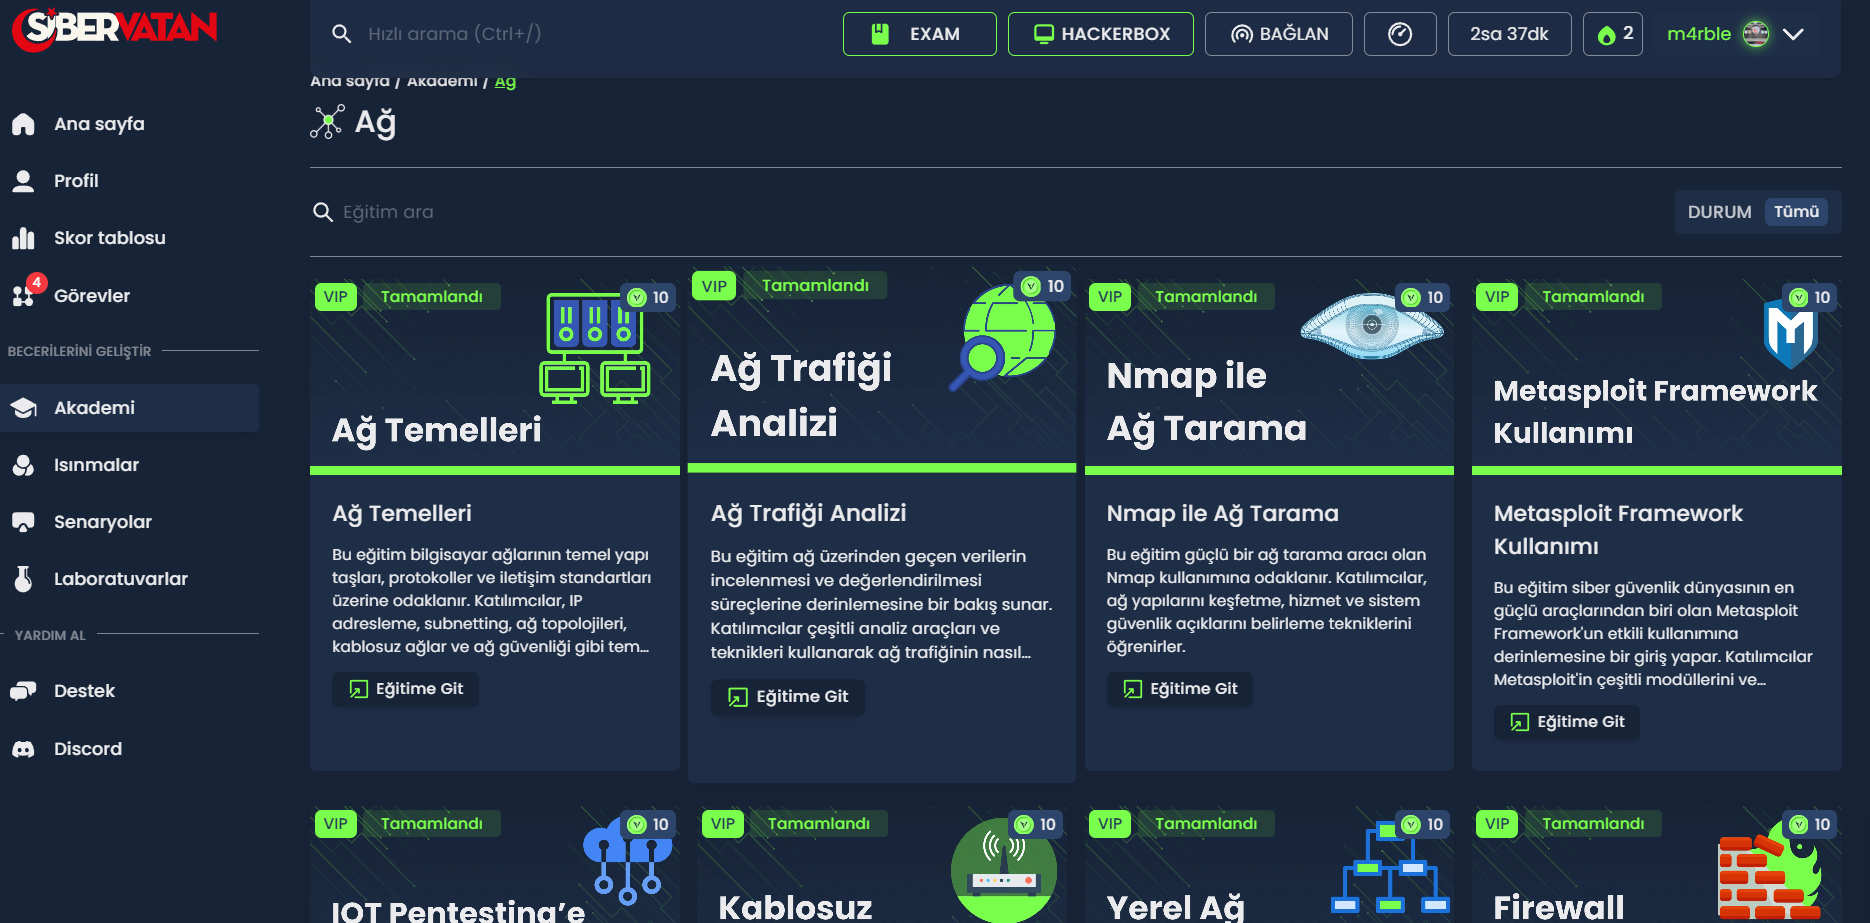 SİBERVATAN
Hızlı arama (Ctrl+/)
EXAM
HACKERBOX
BAĞLAN
2sa 37dk
2
m4rble
Ana sayfa
Profil
Skor tablosu
4
Görevler
BECERİLERİNİ GELİŞTİR
Akademi
Isınmalar
Senaryolar
Laboratuvarlar
YARDIM AL
Destek
Discord
Ana sayfa / Akademi / Ağ
Ağ
Eğitim ara
DURUM Tümü
VIP Tamamlandı 10
Ağ Temelleri
Ağ Temelleri
Bu eğitim bilgisayar ağlarının temel yapı
taşları, protokoller ve iletişim standartları
üzerine odaklanır. Katılımcılar, IP
adresleme, subnetting, ağ topolojileri,
kablosuz ağlar ve ağ güvenliği gibi tem...
Eğitime Git
VIP Tamamlandı 10
Ağ Trafiği
Analizi
Ağ Trafiği Analizi
Bu eğitim ağ üzerinden geçen verilerin
incelenmesi ve değerlendirilmesi
süreçlerine derinlemesine bir bakış sunar.
Katılımcılar çeşitli analiz araçları ve
teknikleri kullanarak ağ trafiğinin nasıl...
Eğitime Git
VIP Tamamlandı 10
Nmap ile
Ağ Tarama
Nmap ile Ağ Tarama
Bu eğitim güçlü bir ağ tarama aracı olan
Nmap kullanımına odaklanır. Katılımcılar,
ağ yapılarını keşfetme, hizmet ve sistem
güvenlik açıklarını belirleme tekniklerini
öğrenirler.
Eğitime Git
VIP Tamamlandı 10
Metasploit Framework
Kullanımı
Metasploit Framework
Kullanımı
Bu eğitim siber güvenlik dünyasının en
güçlü araçlarından biri olan Metasploit
Framework'un etkili kullanımına
derinlemesine bir giriş yapar. Katılımcılar
Metasploit'in çeşitli modüllerini ve...
Eğitime Git
VIP Tamamlandı 10
IOT Pentesting'e
VIP Tamamlandı 10
Kablosuz
VIP Tamamlandı 10
Yerel Ağ
VIP Tamamlandı 10
Firewall